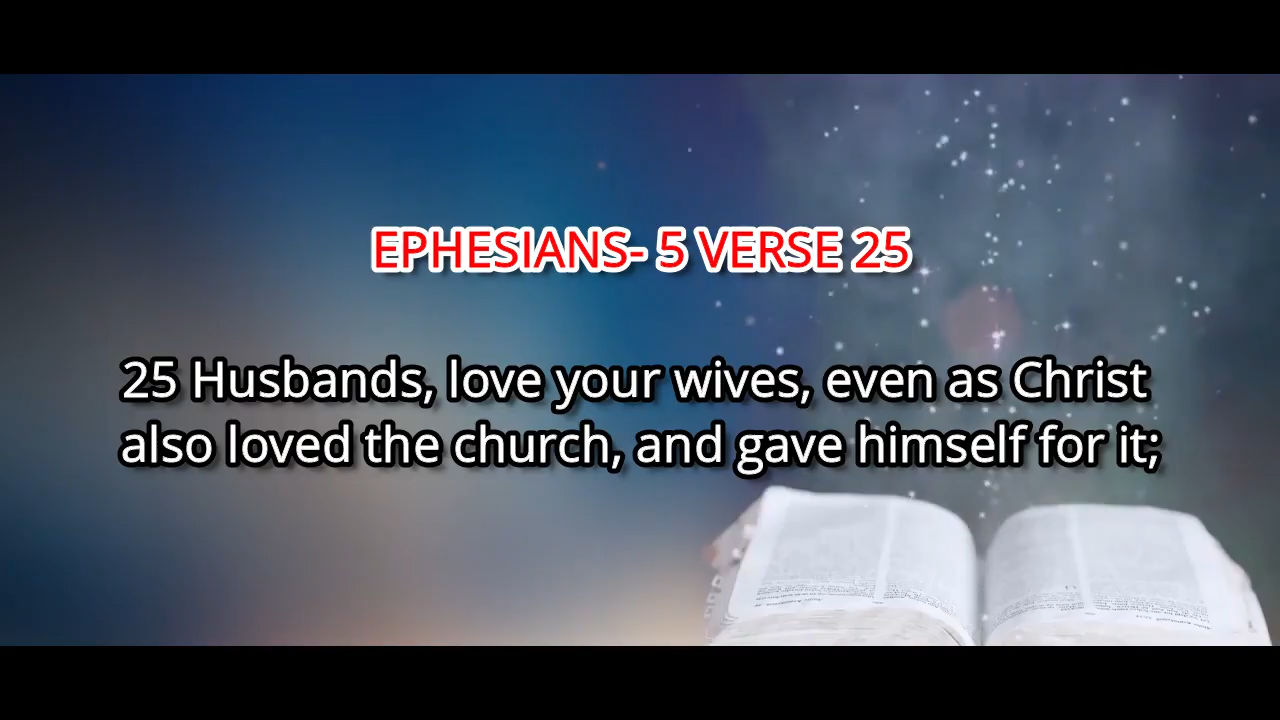 EPHESIANS- 5 VERSE 25
25 Husbands, love your wives, even as Christ
also loved the church, and gave himself for it;